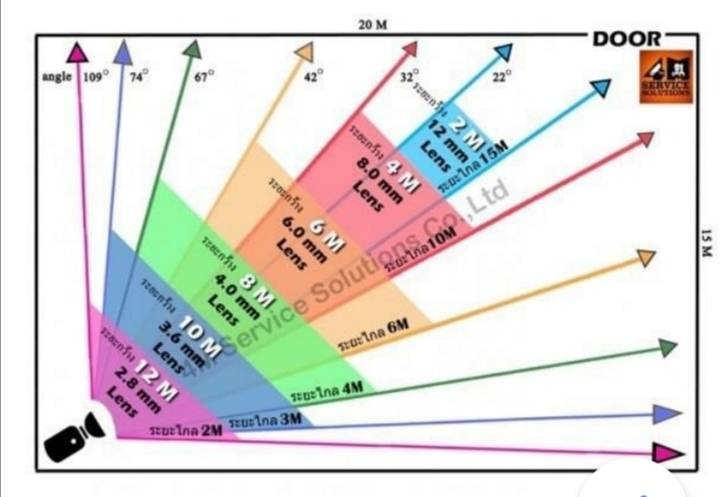 20 M
DOOR
4M
SERVICE
SOLUTIONS
angle 109° 74° 67° 42° 32° 22°
15 M
ระยะกว้าง 2 M
12 mm
Lens
ระยะไกล 15M
ระยะกว้าง 4 M
8.0 mm
Lens
ระยะไกล 10M
ระยะกว้าง 6 M
6.0 mm
Lens
ระยะไกล 6M
ระยะกว้าง 8 M
4.0 mm
Lens
ระยะไกล 4M
ระยะกว้าง 10 M
3.6 mm
Lens
ระยะไกล 3M
ระยะกว้าง 12 M
2.8 mm
Lens
ระยะไกล 2M
4M Service Solutions Co.,Ltd